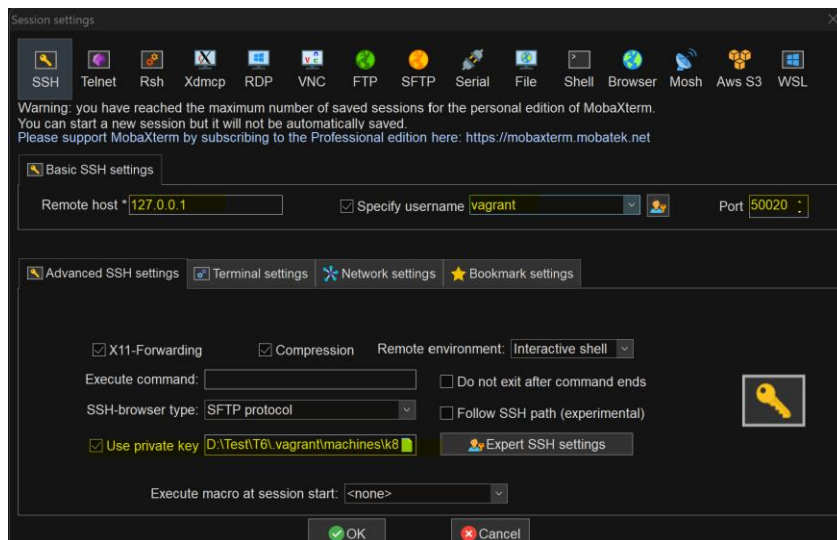 Session settings
SSH Telnet Rsh Xdmcp RDP VNC FTP SFTP Serial File Shell Browser Mosh Aws S3 WSL
Warning: you have reached the maximum number of saved sessions for the personal edition of MobaXterm.
You can start a new session but it will not be automatically saved.
Please support MobaXterm by subscribing to the Professional edition here: https://mobaxterm.mobatek.net
Basic SSH settings
Remote host * 127.0.0.1 Specify username vagrant Port 50020
Advanced SSH settings Terminal settings Network settings Bookmark settings
X11-Forwarding Compression Remote environment: Interactive shell
Execute command: Do not exit after command ends
SSH-browser type: SFTP protocol Follow SSH path (experimental)
Use private key D:\Test\T6\.vagrant\machines\k8 Expert SSH settings
Execute macro at session start: <none>
OK Cancel